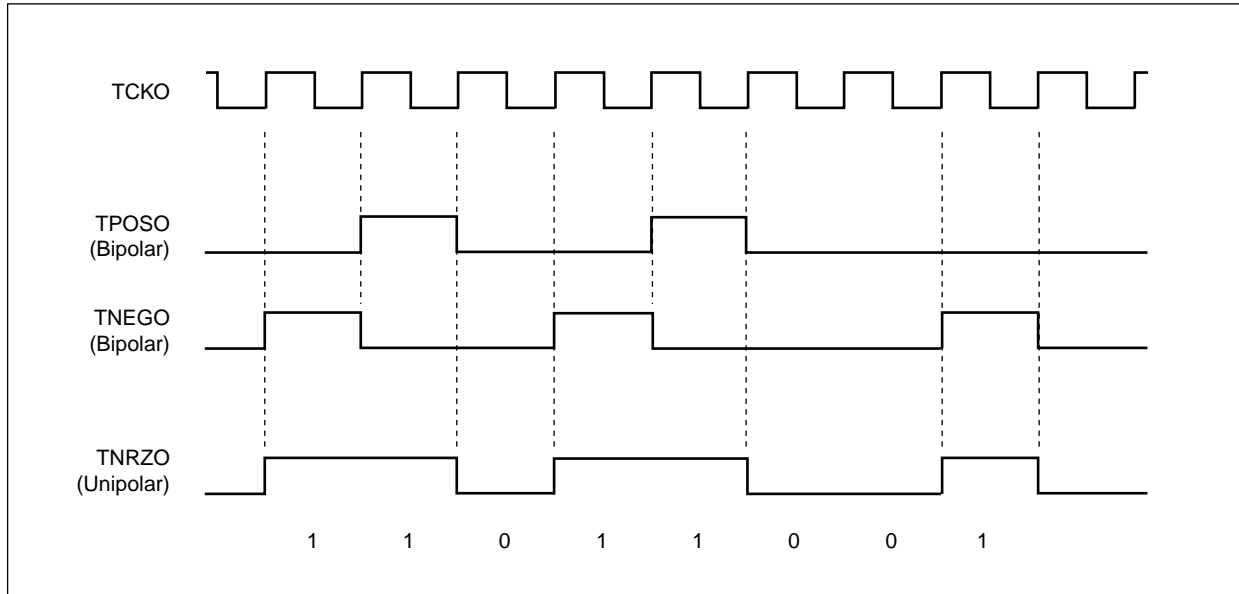 TCKO
TPOSO
(Bipolar)
TNEGO
(Bipolar)
TNRZO
(Unipolar)
1 1 0 1 1 0 0 1